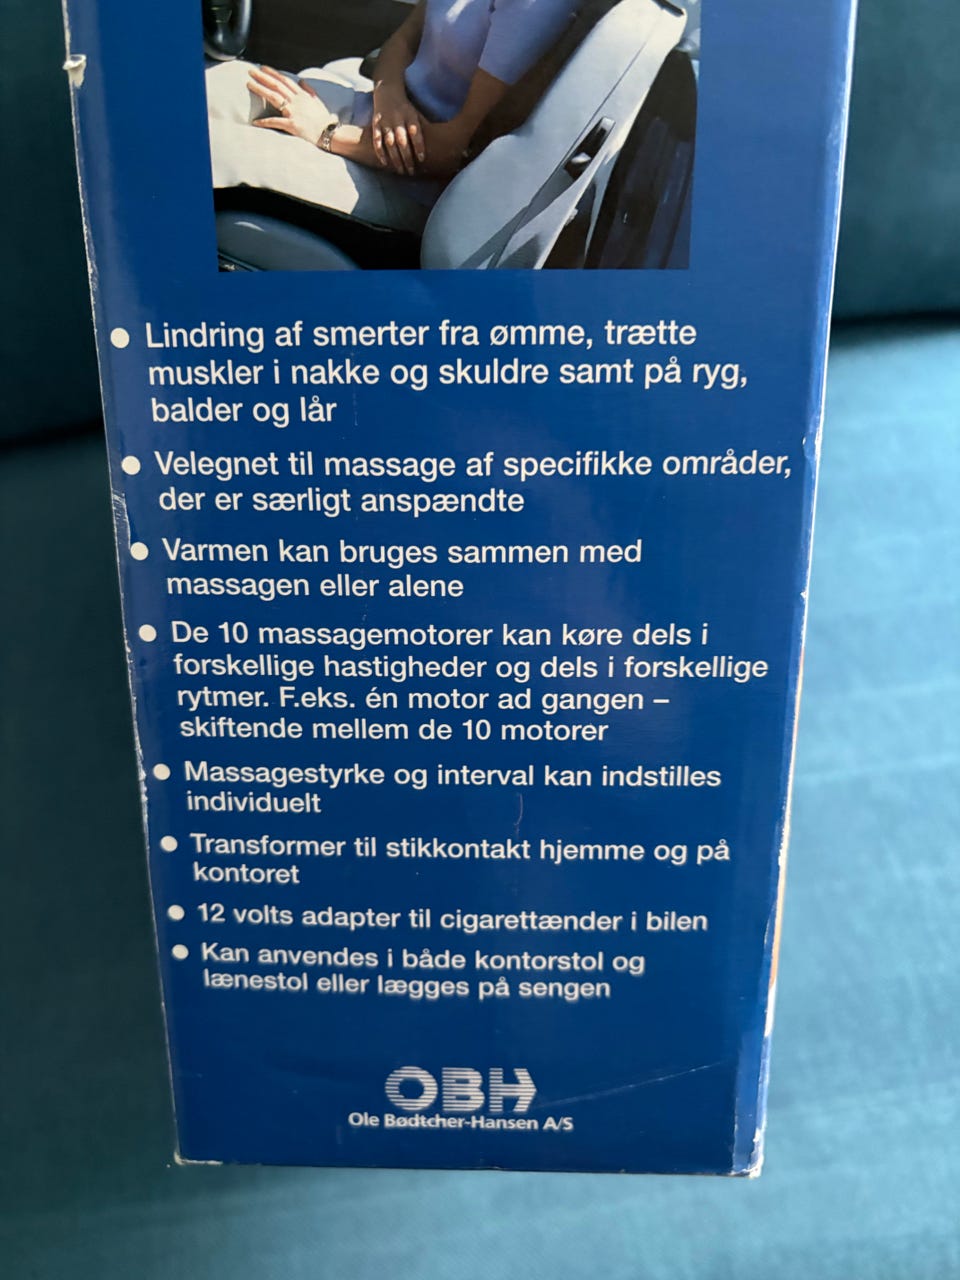 ● Lindring af smerter fra ømme, trætte
muskler i nakke og skuldre samt på ryg,
balder og lår
● Velegnet til massage af specifikke områder,
der er særligt anspændte
● Varmen kan bruges sammen med
massagen eller alene
● De 10 massagemotorer kan køre dels i
forskellige hastigheder og dels i forskellige
rytmer. F.eks. én motor ad gangen –
skiftende mellem de 10 motorer
● Massagestyrke og interval kan indstilles
individuelt
● Transformer til stikkontakt hjemme og på
kontoret
● 12 volts adapter til cigarettænder i bilen
● Kan anvendes i både kontorstol og
lænestol eller lægges på sengen
OBH
Ole Bødtcher-Hansen A/S